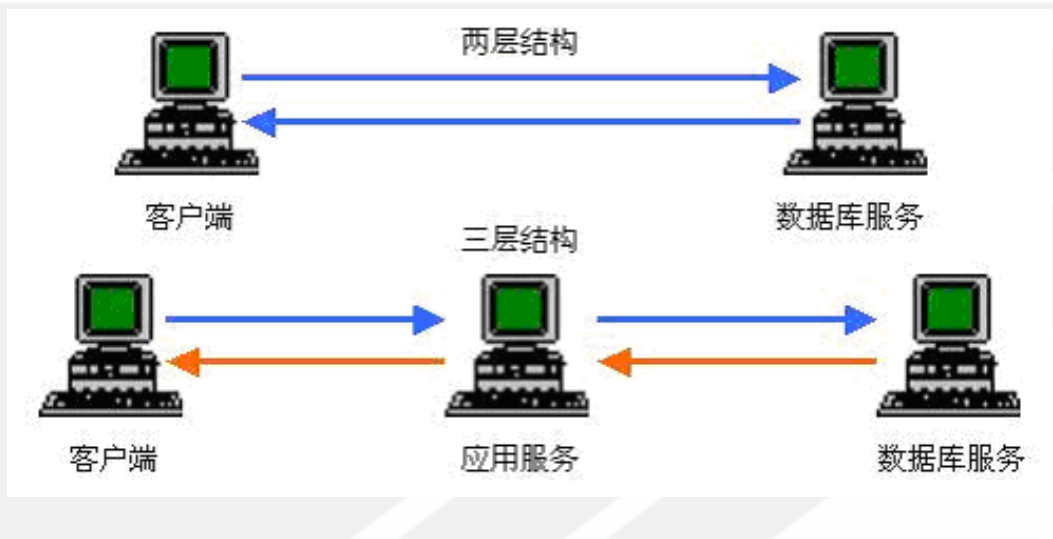 两层结构
客户端
数据库服务
三层结构
客户端
应用服务
数据库服务